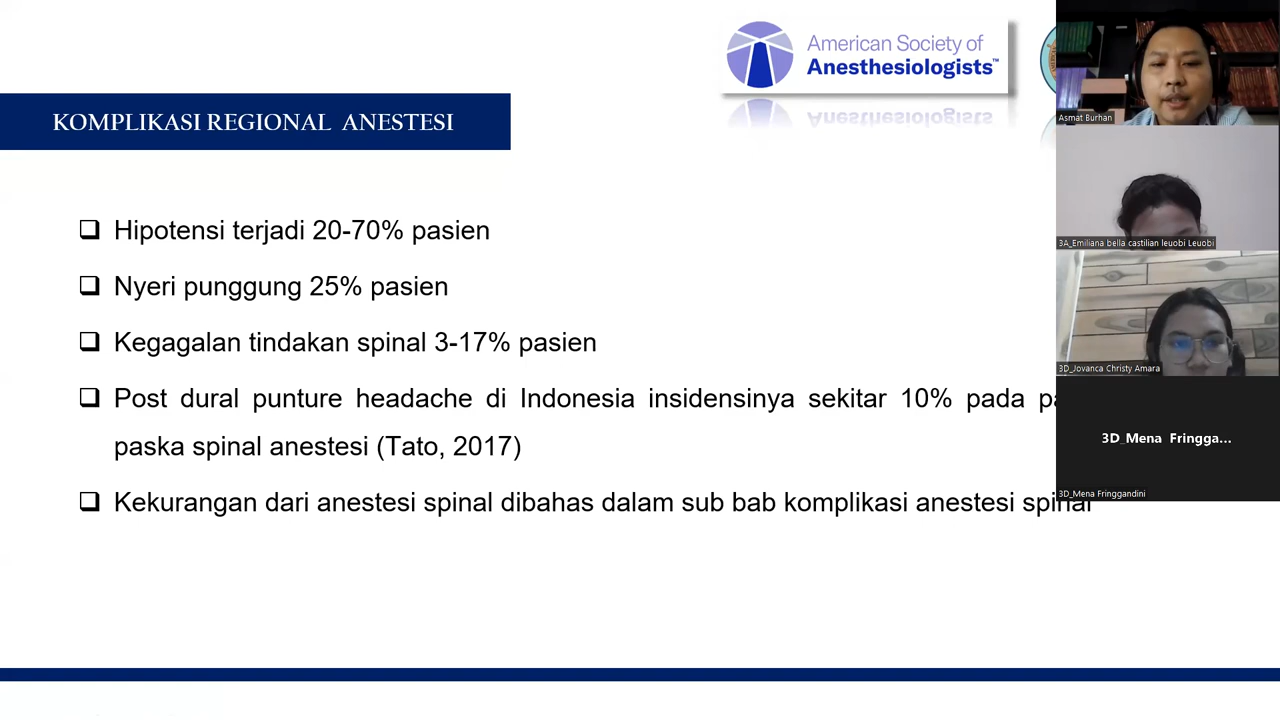 American Society of
Anesthesiologists™
KOMPLIKASI REGIONAL ANESTESI
Hipotensi terjadi 20-70% pasien
Nyeri punggung 25% pasien
Kegagalan tindakan spinal 3-17% pasien
Post dural puncture headache di Indonesia insidensinya sekitar 10% pada
paska spinal anestesi (Tato, 2017)
Kekurangan dari anestesi spinal dibahas dalam sub bab komplikasi anestesi spinal
Asmat Burhan
3A_Emiliana bella castilian leuobi Leuobi
3D_Jovanca Christy Amara
3D_Mena Fringga...
3D_Mena Fringgandini